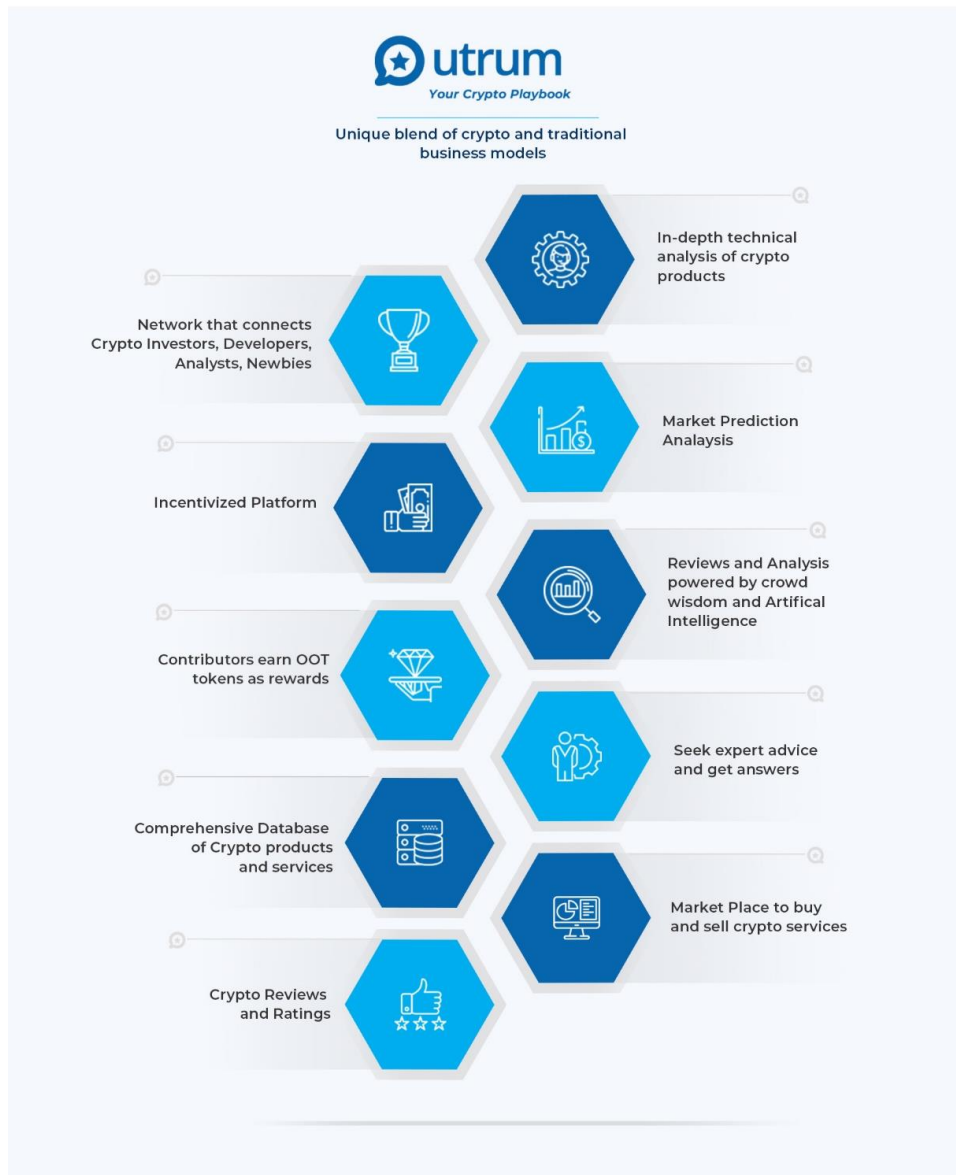 utrum
Your Crypto Playbook
Unique blend of crypto and traditional
business models
In-depth technical
analysis of crypto
products
Network that connects
Crypto Investors, Developers,
Analysts, Newbies
Market Prediction
Analaysis
Incentivized Platform
Reviews and Analysis
powered by crowd
wisdom and Artifical
Intelligence
Contributors earn OOT
tokens as rewards
Seek expert advice
and get answers
Comprehensive Database
of Crypto products
and services
Market Place to buy
and sell crypto services
Crypto Reviews
and Ratings